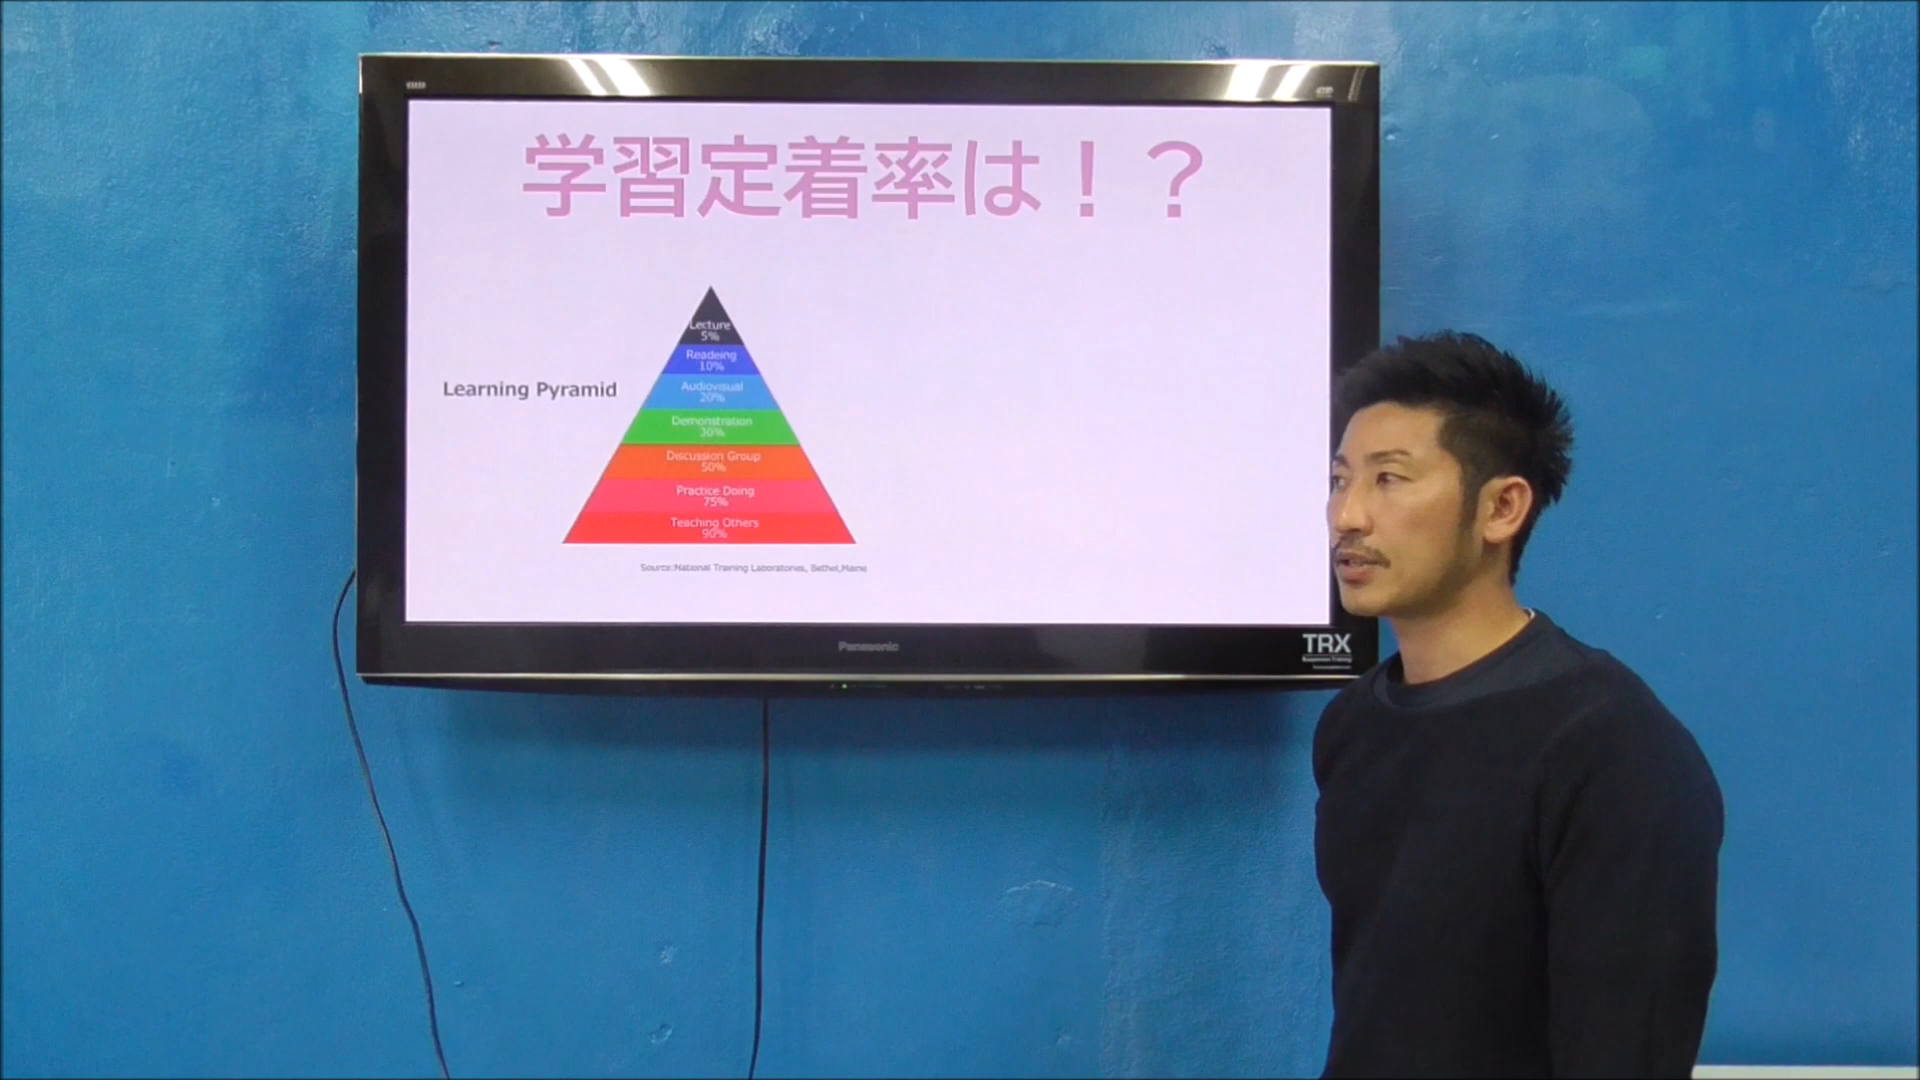 学習定着率は！？
Learning Pyramid
Lecture
5%
Readeing
10%
Audiovisual
20%
Demonstration
30%
Discussion Group
50%
Practice Doing
75%
Teaching Others
90%
Source:National Training Laboratories, Bethel,Maine
Panasonic
TRX